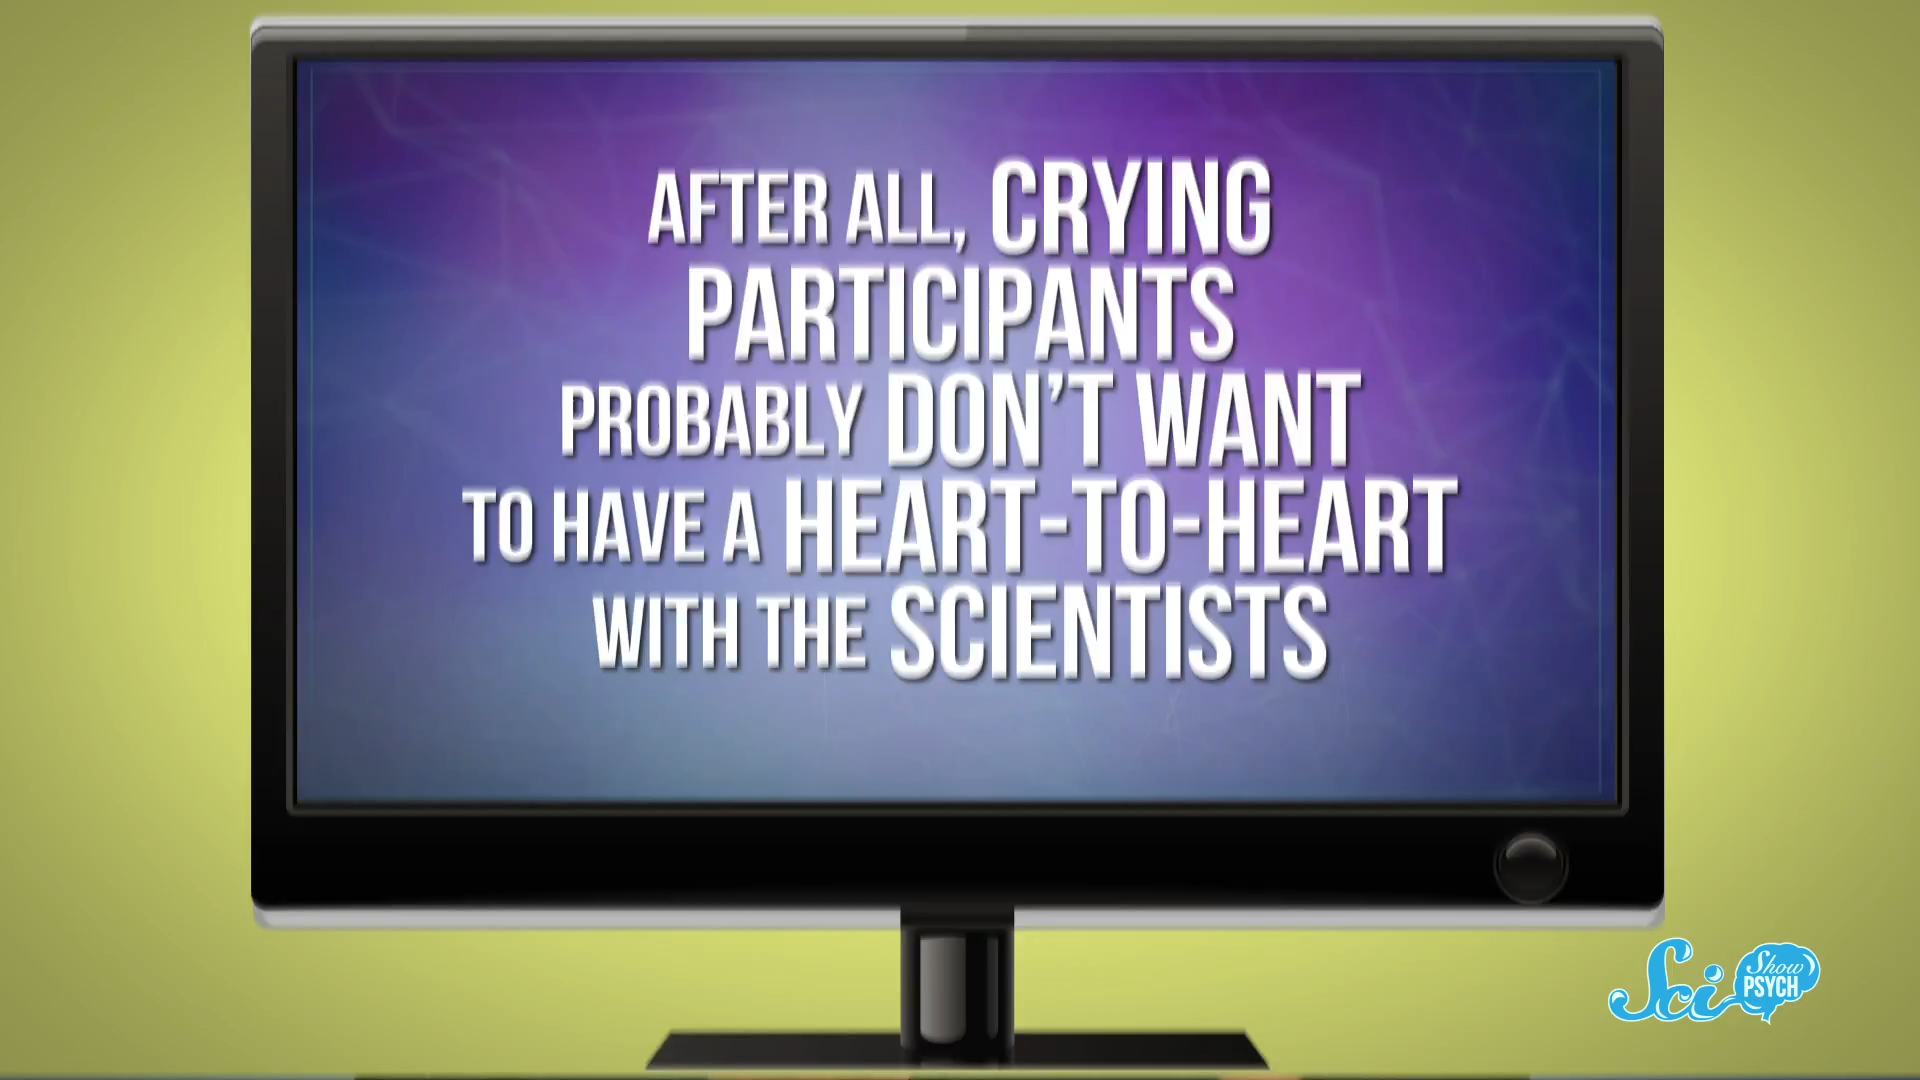 AFTER ALL, CRYING
PARTICIPANTS
PROBABLY DON'T WANT
TO HAVE A HEART-TO-HEART
WITH THE SCIENTISTS
Sci Show
PSYCH